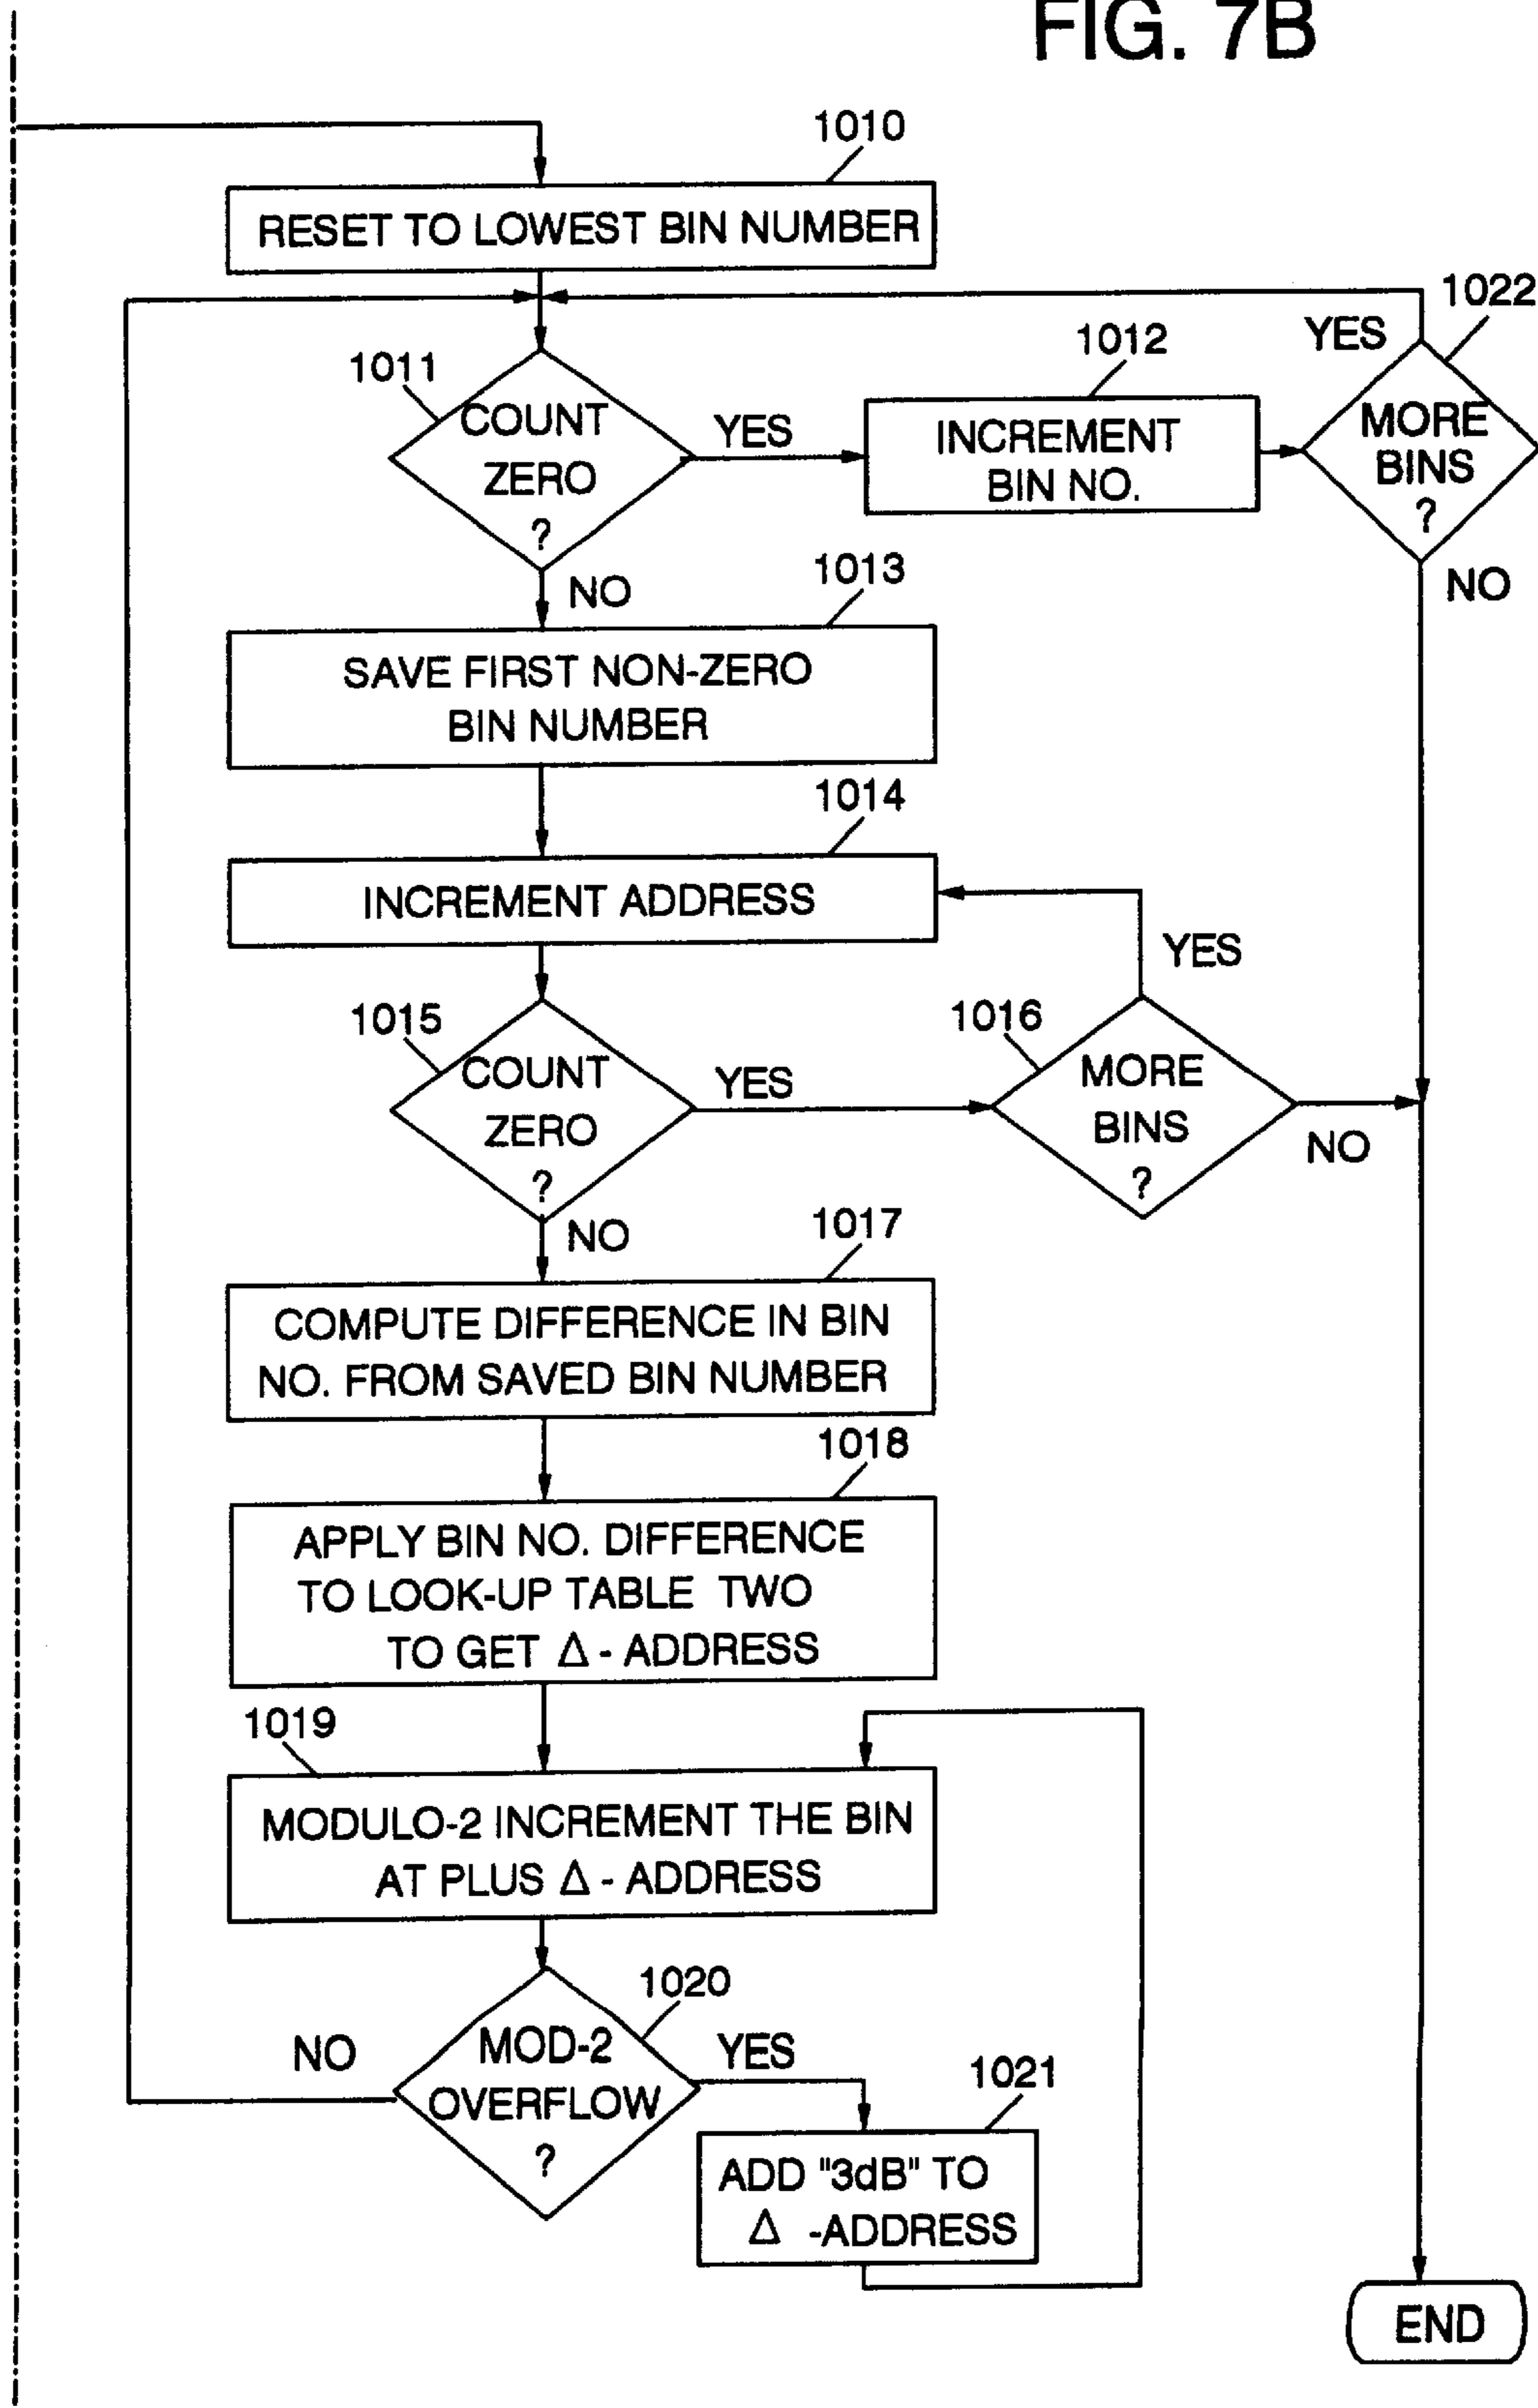 FIG. 7B
1010
RESET TO LOWEST BIN NUMBER
1022
YES
1012
1011
COUNT
ZERO
?
YES
INCREMENT
BIN NO.
MORE
BINS
?
NO
1013
NO
SAVE FIRST NON-ZERO
BIN NUMBER
1014
INCREMENT ADDRESS
YES
1015
COUNT
ZERO
?
YES
1016
MORE
BINS
?
NO
NO
1017
COMPUTE DIFFERENCE IN BIN
NO. FROM SAVED BIN NUMBER
1018
APPLY BIN NO. DIFFERENCE
TO LOOK-UP TABLE TWO
TO GET Δ - ADDRESS
1019
MODULO-2 INCREMENT THE BIN
AT PLUS Δ - ADDRESS
1020
NO
MOD-2
OVERFLOW
?
YES
1021
ADD "3dB" TO
Δ -ADDRESS
END